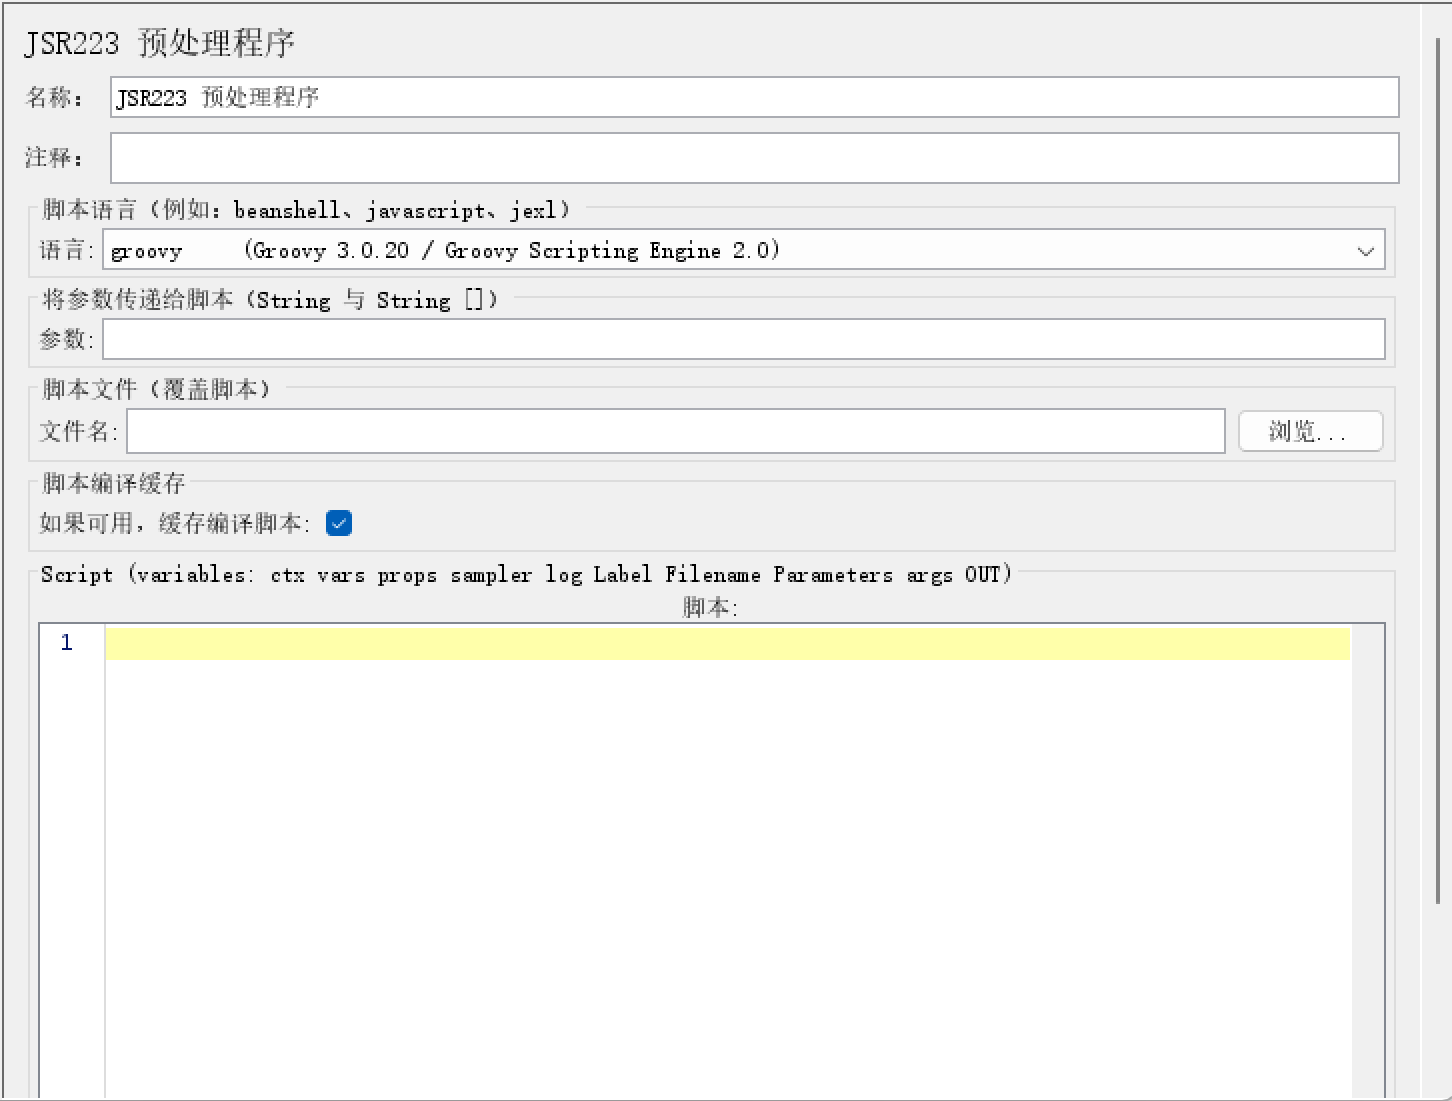 JSR223 预处理程序
名称： JSR223 预处理程序
注释：
脚本语言（例如：beanshell、javascript、jexl）
语言: groovy (Groovy 3.0.20 / Groovy Scripting Engine 2.0)
将参数传递给脚本（String 与 String []）
参数:
脚本文件（覆盖脚本）
文件名: 浏览...
脚本编译缓存
如果可用，缓存编译脚本:
Script (variables: ctx vars props sampler log Label Filename Parameters args OUT)
脚本:
1